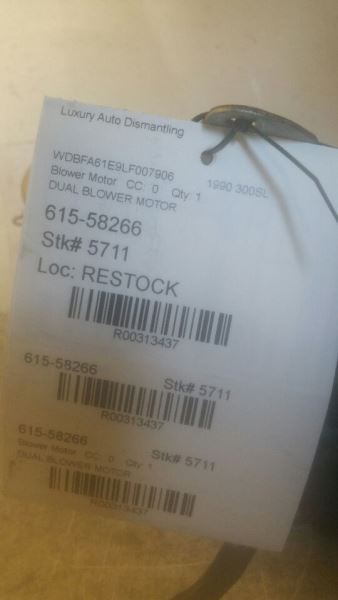 Luxury Auto Dismantling
WDBFA61E9LF007906 1990 300SL
Blower Motor CC: 0 Qty: 1
DUAL BLOWER MOTOR
615-58266
Stk# 5711
Loc: RESTOCK
R00313437
615-58266 Stk# 5711
R00313437
615-58266 Stk# 5711
Blower Motor CC: 0 Qty: 1
DUAL BLOWER MOTOR
R00313437